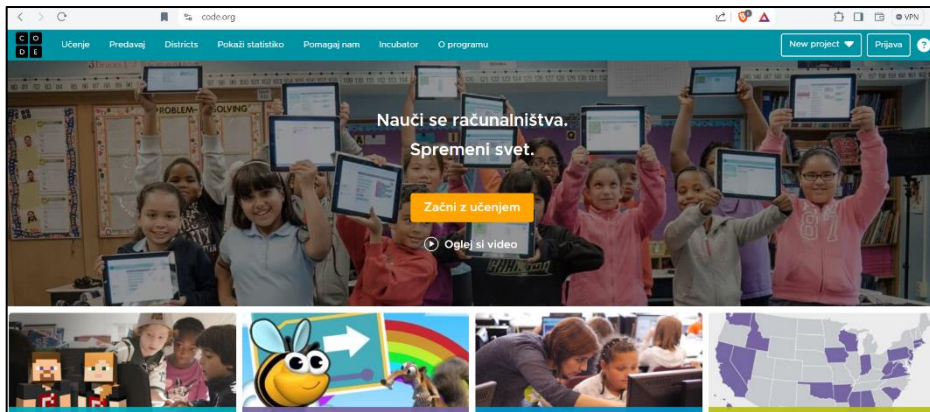 code.org
VPN
C O
D E
Učenje
Predavaj
Districts
Pokaži statistiko
Pomagaj nam
Incubator
O programu
New project
Prijava
?
PROBLEM-SOLVING
Nauči se računalništva.
Spremeni svet.
Začni z učenjem
Oglej si video